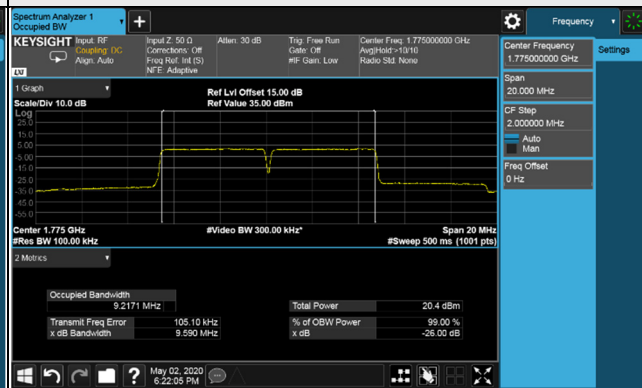 Spectrum Analyzer 1
Occupied BW
Frequency
KEYSIGHT
Input: RF
Coupling: DC
Align: Auto
Input Z: 50 Ω
Corrections: Off
Freq Ref: Int (S)
NFE: Adaptive
Atten: 30 dB
Trig: Free Run
Gate: Off
#IF Gain: Low
Center Freq: 1.775000000 GHz
Avg|Hold:>10/10
Radio Std: None
LXI
Center Frequency
1.775000000 GHz
Settings
Span
20.000 MHz
CF Step
2.000000 MHz
Auto
Man
Freq Offset
0 Hz
1 Graph
Scale/Div 10.0 dB
Ref Lvl Offset 15.00 dB
Ref Value 35.00 dBm
Log
25.0
15.0
5.00
-5.00
-15.0
-25.0
-35.0
-45.0
-55.0
Center 1.775 GHz
#Res BW 100.00 kHz
#Video BW 300.00 kHz*
Span 20 MHz
#Sweep 500 ms (1001 pts)
2 Metrics
Occupied Bandwidth
9.2171 MHz
Total Power 20.4 dBm
Transmit Freq Error 105.10 kHz
% of OBW Power 99.00 %
x dB Bandwidth 9.590 MHz
x dB -26.00 dB
?
May 02, 2020
6:22:05 PM